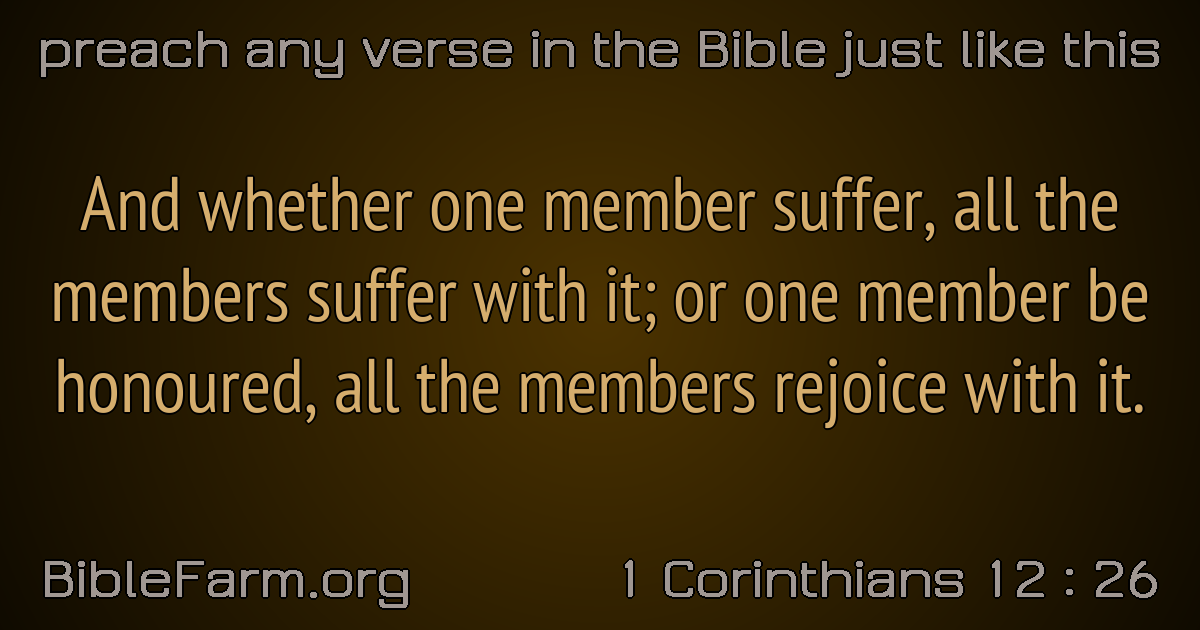 preach any verse in the Bible just like this
And whether one member suffer, all the
members suffer with it; or one member be
honoured, all the members rejoice with it.
BibleFarm.org
1 Corinthians 12 : 26